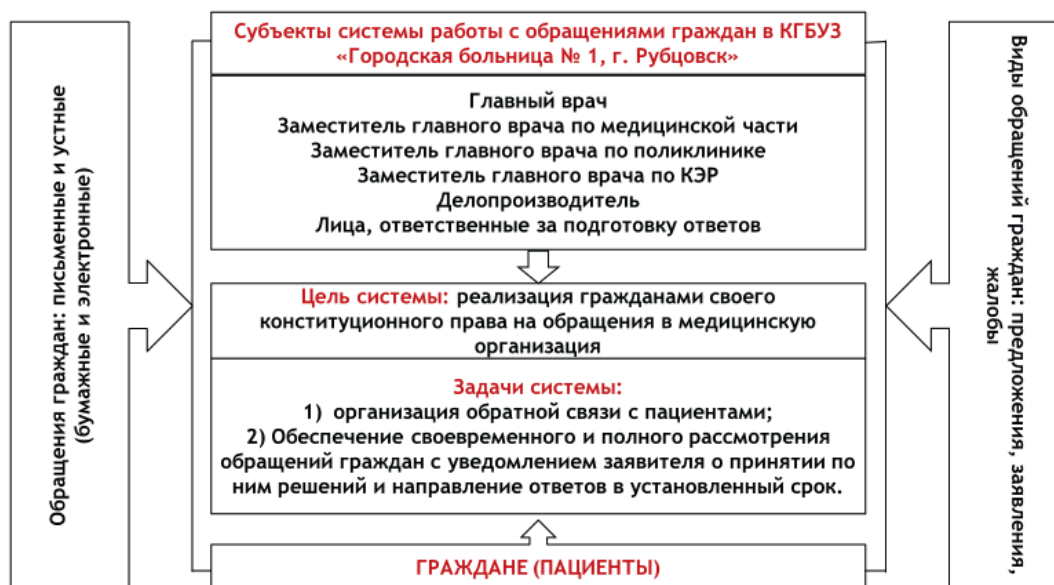 Обращения граждан: письменные и устные
(бумажные и электронные)
Субъекты системы работы с обращениями граждан в КГБУЗ
«Городская больница № 1, г. Рубцовск»
Главный врач
Заместитель главного врача по медицинской части
Заместитель главного врача по поликлинике
Заместитель главного врача по КЭР
Делопроизводитель
Лица, ответственные за подготовку ответов
Цель системы: реализация гражданами своего
конституционного права на обращения в медицинскую
организация
Задачи системы:
1) организация обратной связи с пациентами;
2) Обеспечение своевременного и полного рассмотрения
обращений граждан с уведомлением заявителя о принятии по
ним решений и направление ответов в установленный срок.
ГРАЖДАНЕ (ПАЦИЕНТЫ)
Виды обращений граждан: предложения, заявления,
жалобы